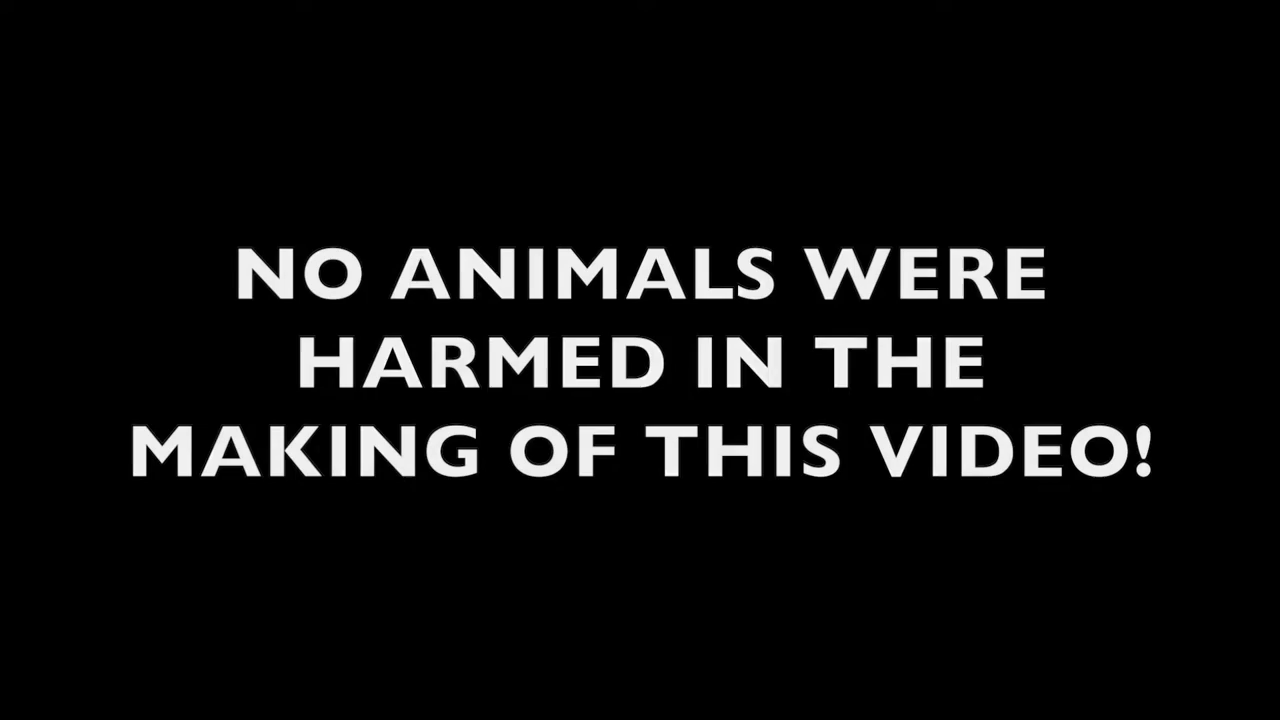 NO ANIMALS WERE
HARMED IN THE
MAKING OF THIS VIDEO!